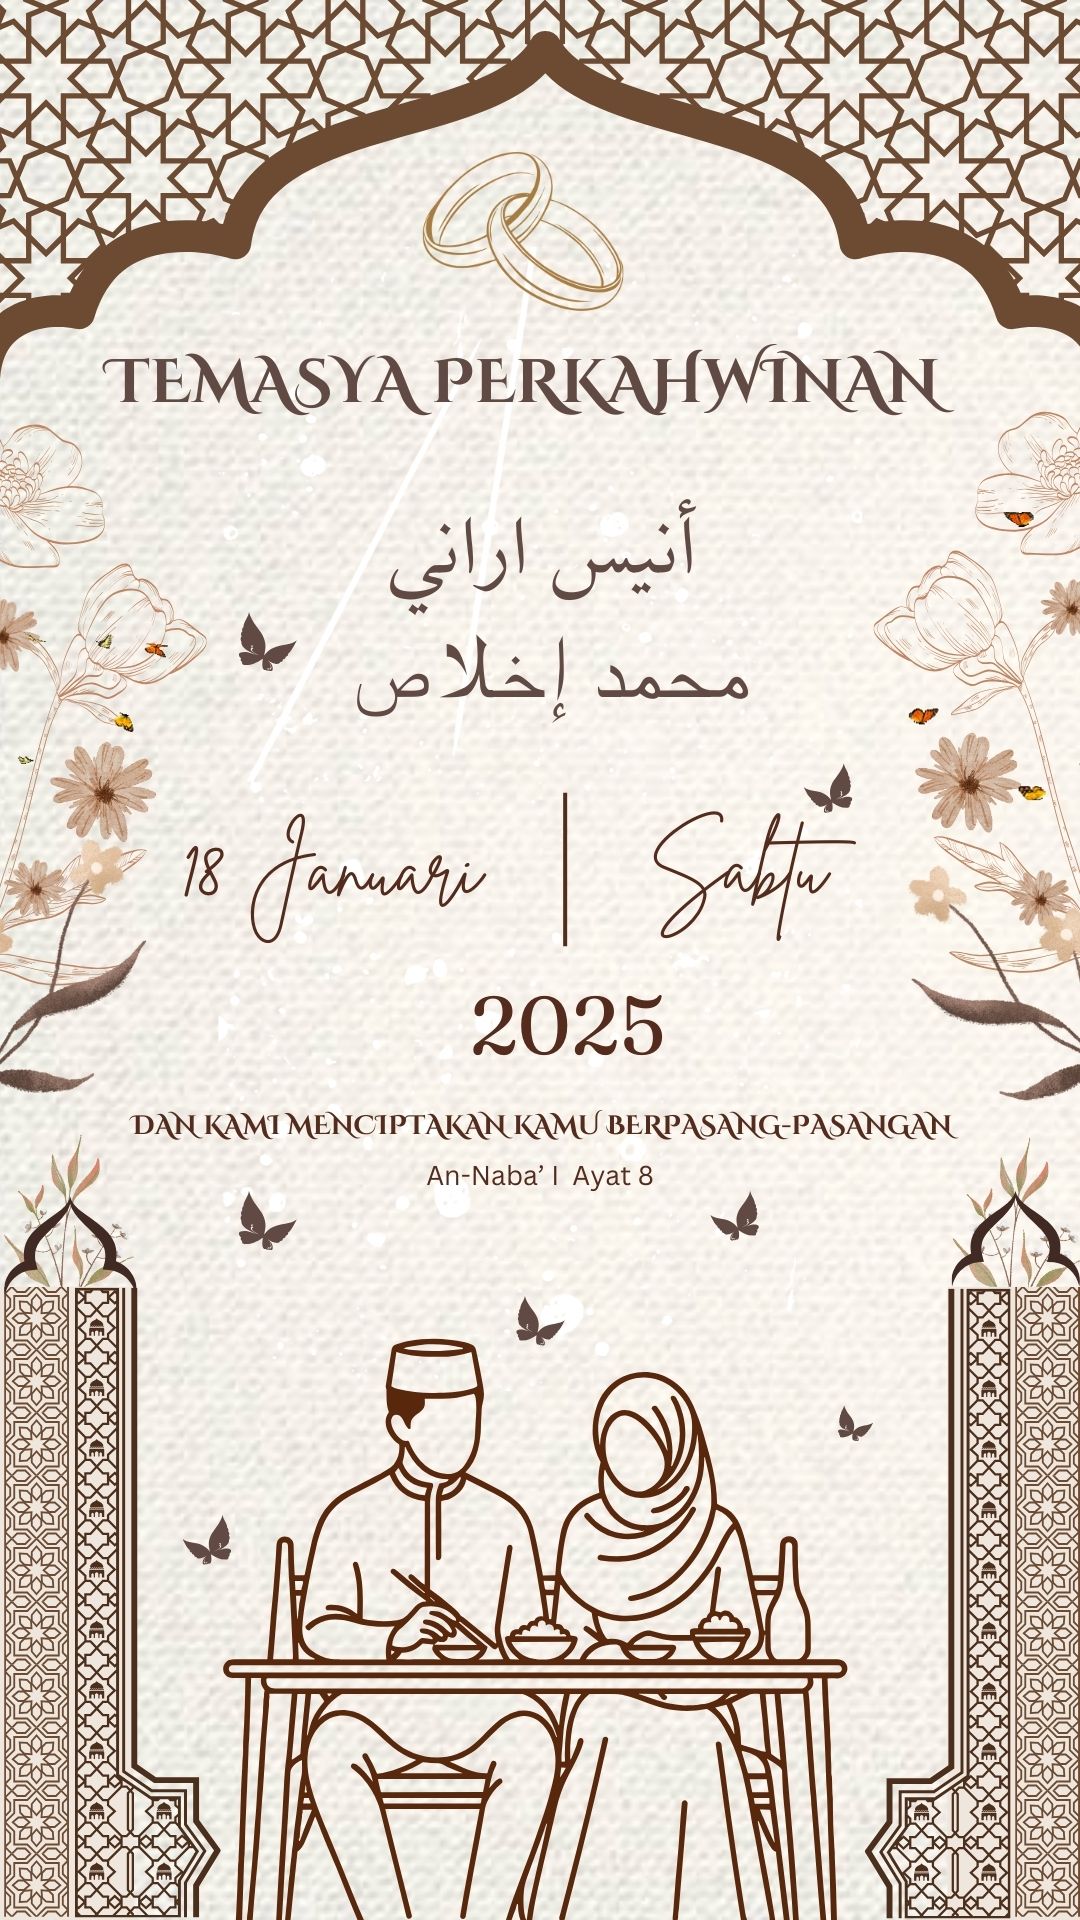 TEMASYA PERKAHWINAN
أنيس اراني
محمد إخلاص
18 Januari | Sabtu
2025
DAN KAMI MENCIPTAKAN KAMU BERPASANG-PASANGAN
An-Naba’ I Ayat 8